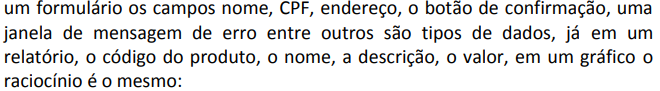 um formulário os campos nome, CPF, endereço, o botão de confirmação, uma
janela de mensagem de erro entre outros são tipos de dados, já em um
relatório, o código do produto, o nome, a descrição, o valor, em um gráfico o
raciocínio é o mesmo: